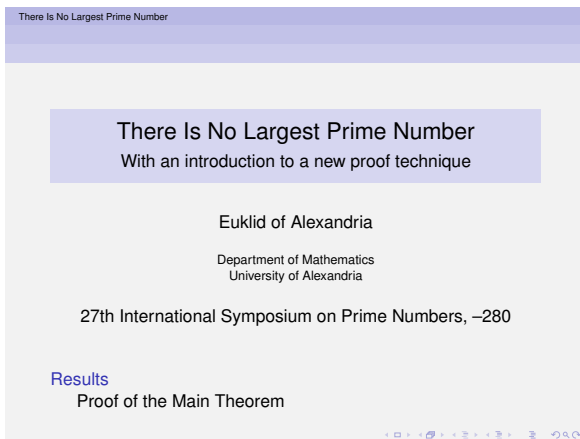 There Is No Largest Prime Number
There Is No Largest Prime Number
With an introduction to a new proof technique
Euklid of Alexandria
Department of Mathematics
University of Alexandria
27th International Symposium on Prime Numbers, –280
Results
Proof of the Main Theorem